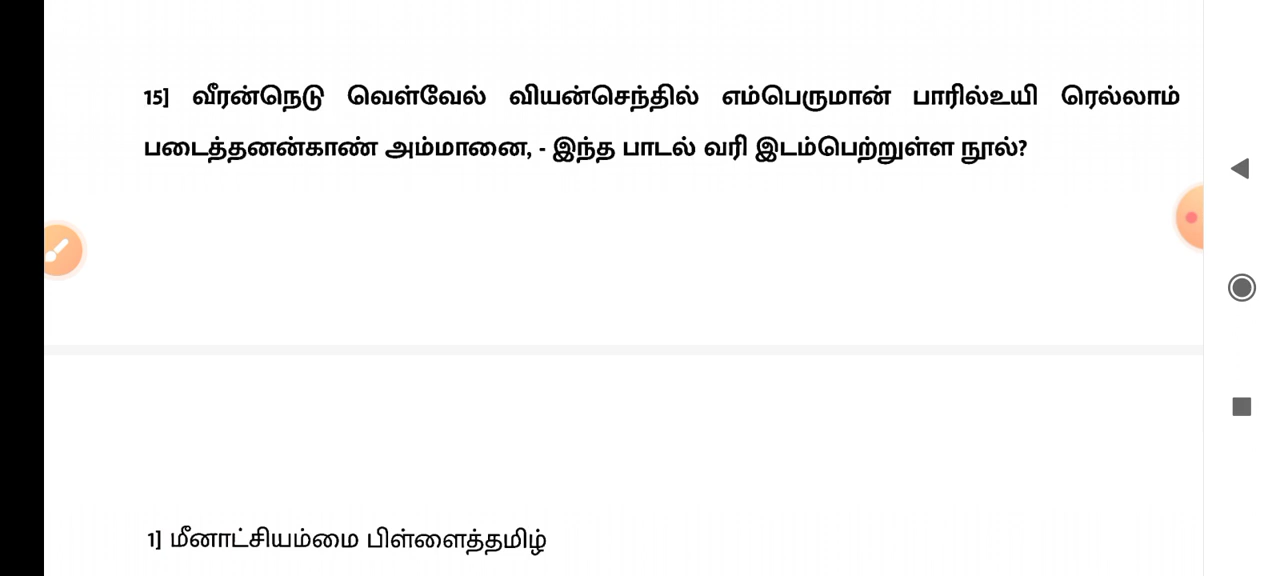 15] வீரன்நெடு வெள்வேல் வியன்செந்தில் எம்பெருமான் பாரில்உயி ரெல்லாம்
படைத்தனன்காண் அம்மானை, - இந்த பாடல் வரி இடம்பெற்றுள்ள நூல்?
1] மீனாட்சியம்மை பிள்ளைத்தமிழ்